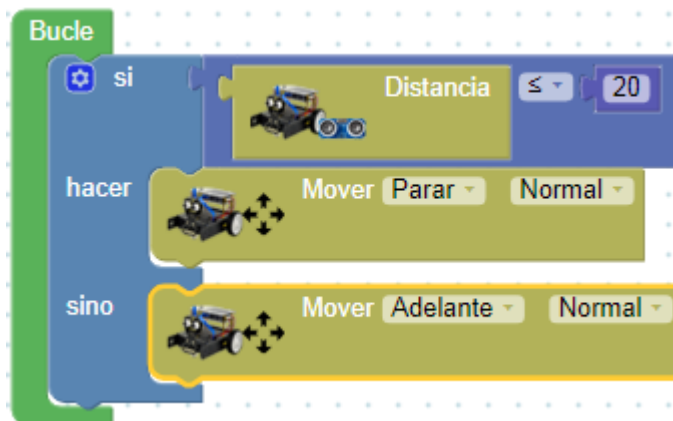 Bucle
si Distancia ≤ 20
hacer Mover Parar Normal
sino Mover Adelante Normal